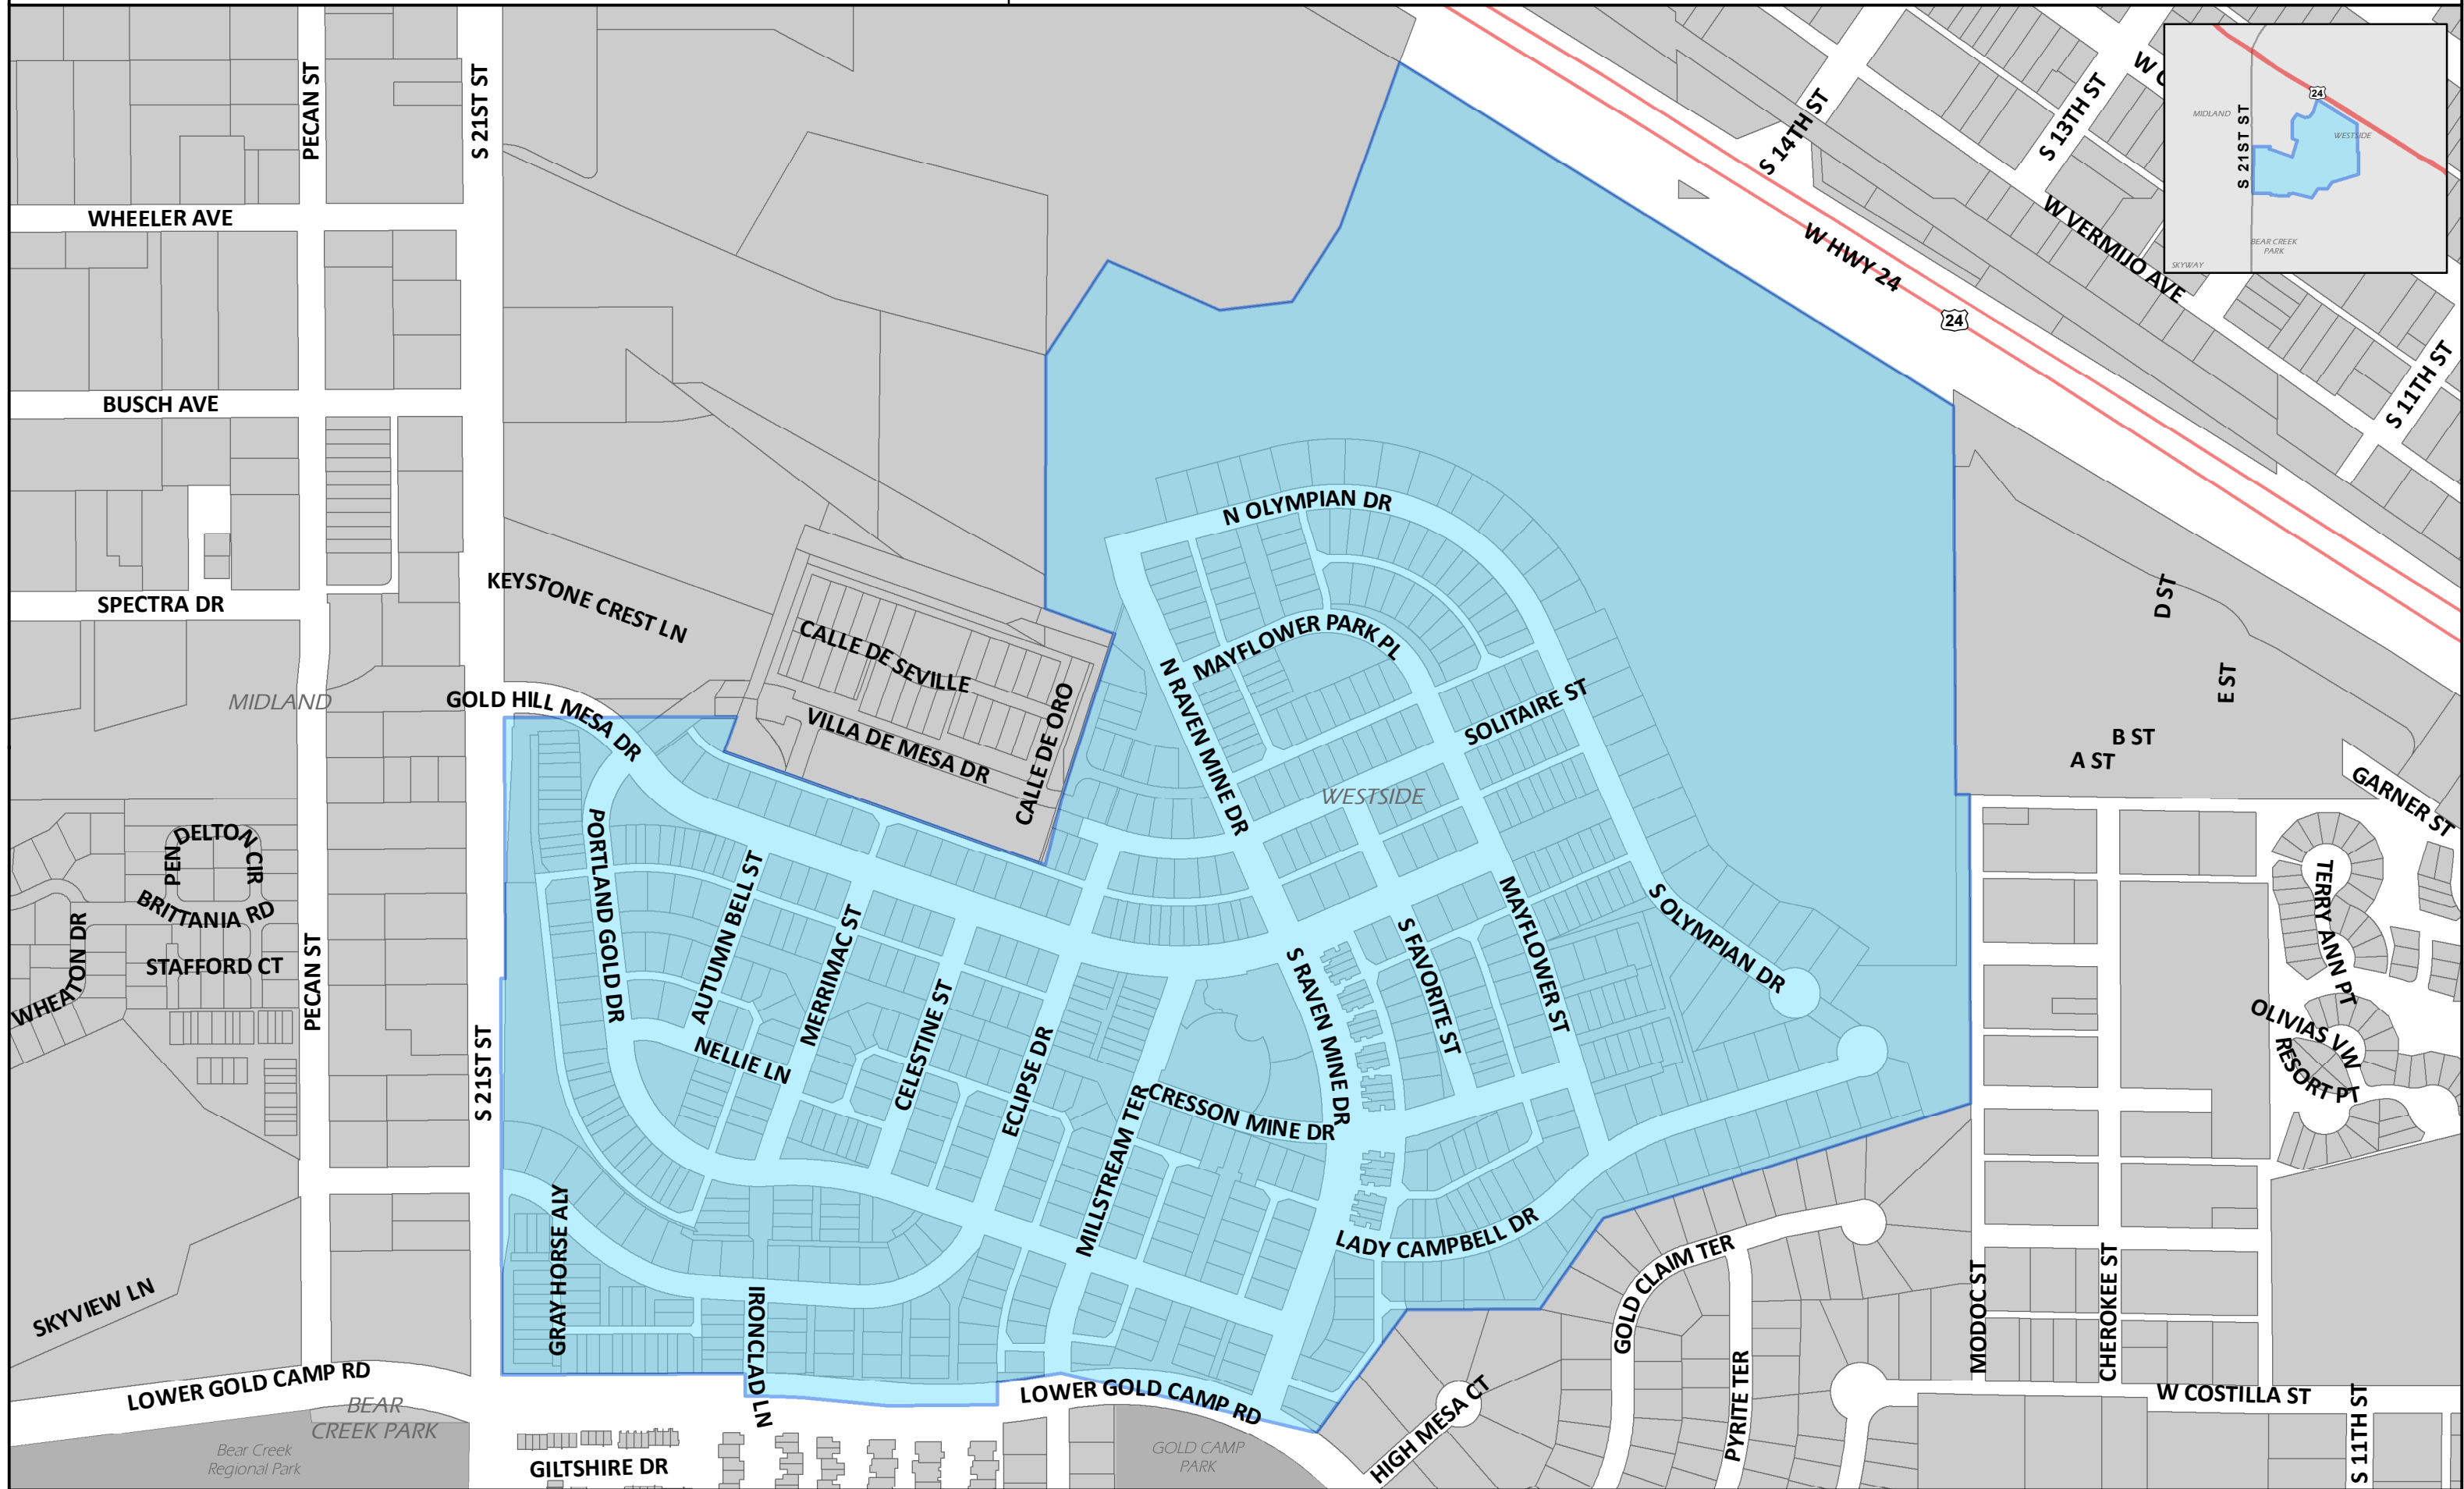 PECAN ST
S 21ST ST
WHEELER AVE
BUSCH AVE
SPECTRA DR
KEYSTONE CREST LN
MIDLAND
GOLD HILL MESA DR
CALLE DE SEVILLE
VILLA DE MESA DR
CALLE DE ORO
S 14TH ST
S 13TH ST
W VERMIJO AVE
S 11TH ST
W HWY 24
24
24
MIDLAND
WESTSIDE
S 21ST ST
BEAR CREEK
PARK
SKYWAY
N OLYMPIAN DR
MAYFLOWER PARK PL
N RAVEN MINE DR
SOLITAIRE ST
WESTSIDE
D ST
E ST
B ST
A ST
GARNER ST
PEN
DELTON CIR
BRITTANIA RD
WHEATON DR
STAFFORD CT
PECAN ST
S 21ST ST
PORTLAND GOLD DR
AUTUMN BELL ST
MERRIMAC ST
NELLIE LN
CELESTINE ST
ECLIPSE DR
MILLSTREAM TER
CRESSON MINE DR
S RAVEN MINE DR
S FAVORITE ST
MAYFLOWER ST
S OLYMPIAN DR
LADY CAMPBELL DR
TERRY ANN PT
OLIVIAS VW
RESORT PT
GRAY HORSE ALY
IRONCLAD LN
SKYVIEW LN
LOWER GOLD CAMP RD
BEAR
CREEK PARK
Bear Creek
Regional Park
GILTSHIRE DR
LOWER GOLD CAMP RD
GOLD CAMP
PARK
HIGH MESA CT
GOLD CLAIM TER
PYRITE TER
MODOC ST
CHEROKEE ST
W COSTILLA ST
S 11TH ST